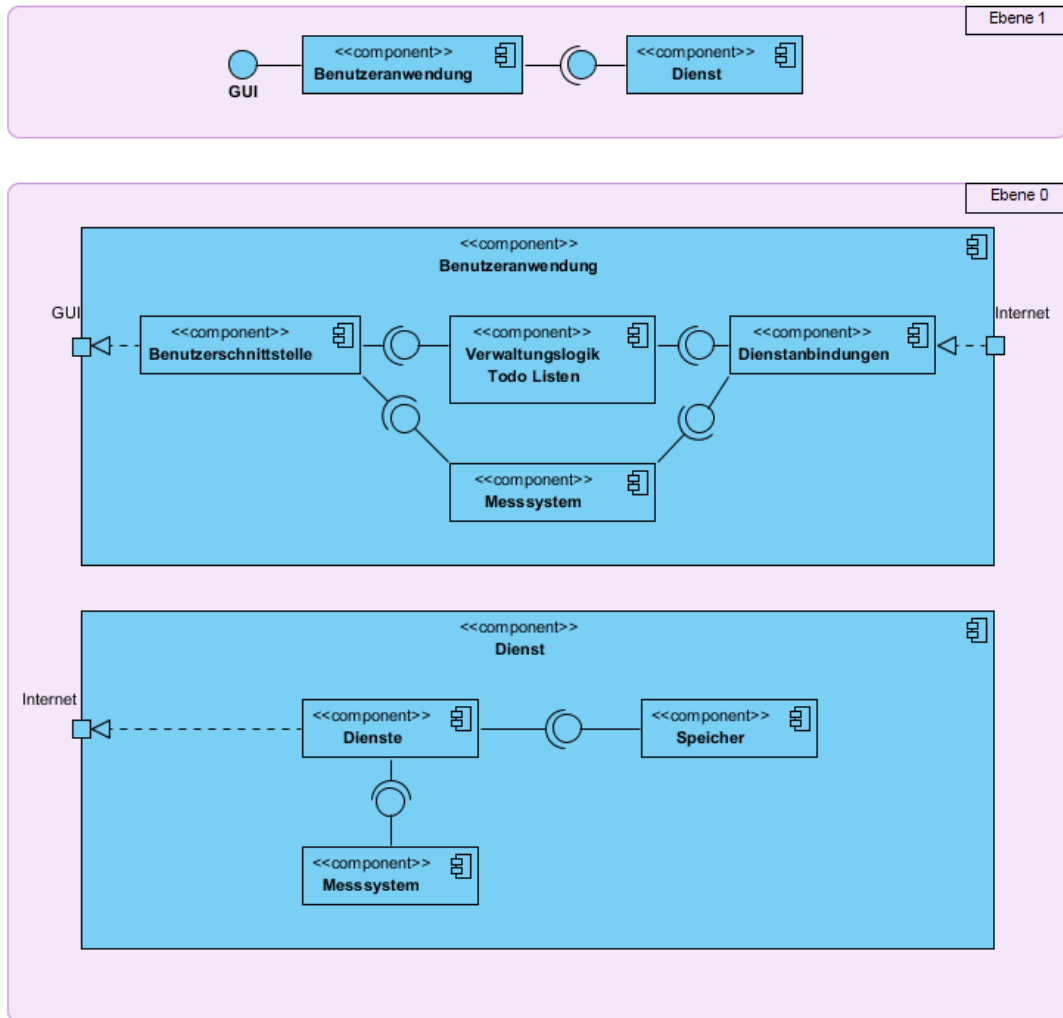 Ebene 1
<<component>>
Benutzeranwendung
<<component>>
Dienst
GUI
Ebene 0
<<component>>
Benutzeranwendung
GUI
Internet
<<component>>
Benutzerschnittstelle
<<component>>
Verwaltungslogik
Todo Listen
<<component>>
Dienstanbindungen
<<component>>
Messsystem
<<component>>
Dienst
Internet
<<component>>
Dienste
<<component>>
Speicher
<<component>>
Messsystem